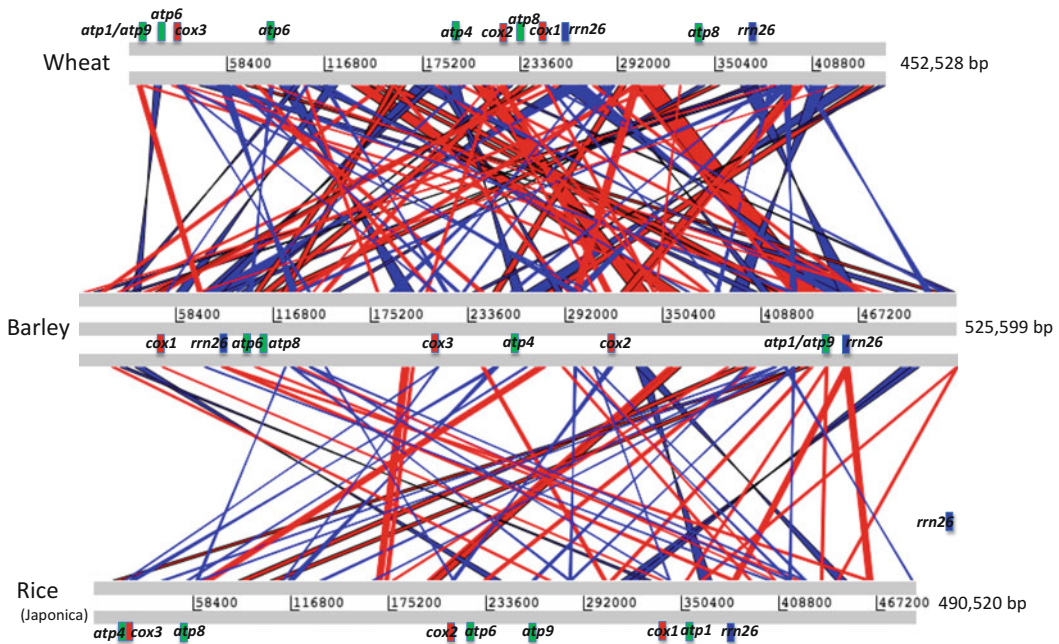 atp6 atp8
atp1/atp9 cox3 atp6 atp4 cox2 cox1 rrn26 atp8 rrn26
Wheat 58400 116800 175200 233600 292000 350400 408800 452,528 bp
58400 116800 175200 233600 292000 350400 408800 467200
Barley 525,599 bp
cox1 rrn26 atp6 atp8 cox3 atp4 cox2 atp1/atp9 rrn26
rrn26
Rice 58400 116800 175200 233600 292000 350400 408800 467200 490,520 bp
(Japonica)
atp4 cox3 atp8 cox2 atp6 atp9 cox1 atp1 rrn26